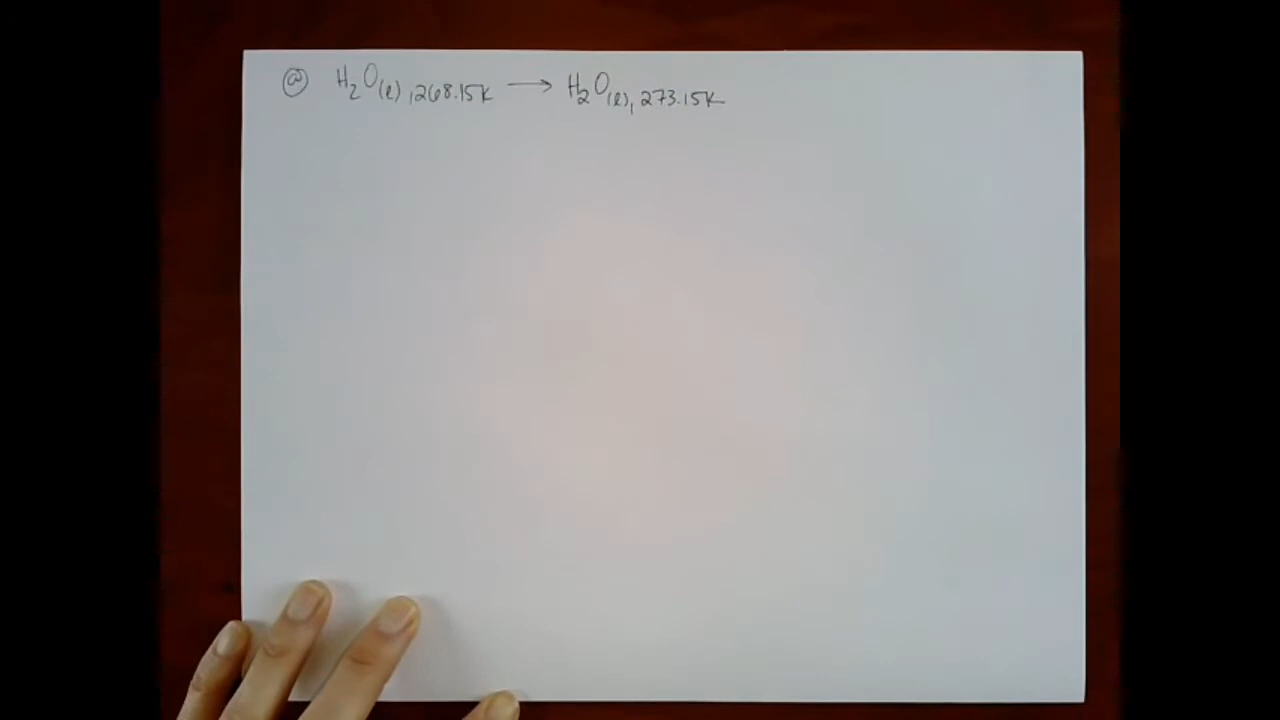 ⓐ H₂O(l), 268.15K ⟶ H₂O(l), 273.15K